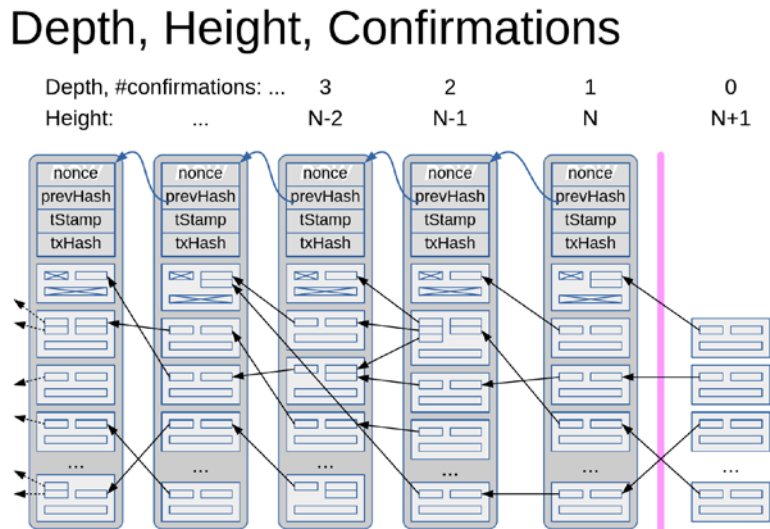 Depth, Height, Confirmations
Depth, #confirmations: ... 3 2 1 0
Height: ... N-2 N-1 N N+1
nonce nonce nonce nonce nonce
prevHash prevHash prevHash prevHash prevHash
tStamp tStamp tStamp tStamp tStamp
txHash txHash txHash txHash txHash
... ... ... ... ... ...